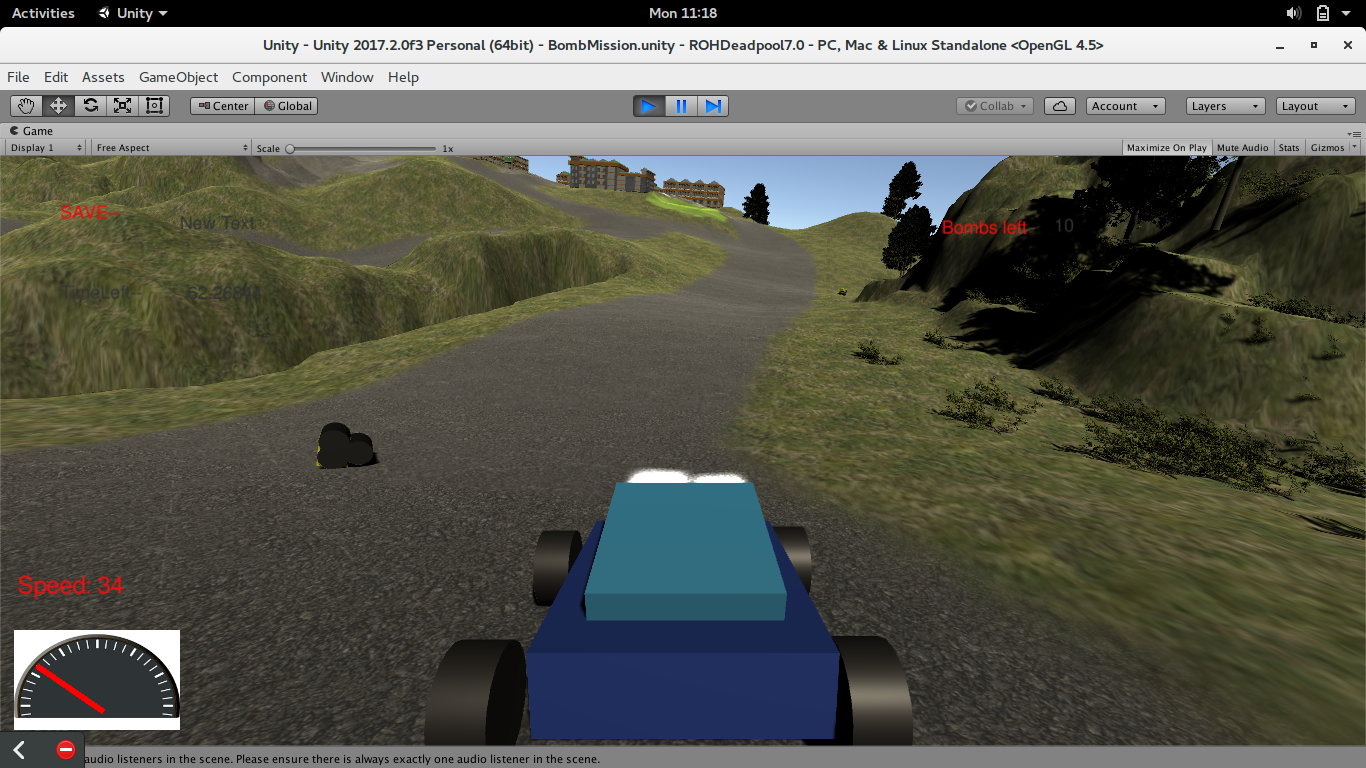 Activities Unity Mon 11:18
Unity - Unity 2017.2.0f3 Personal (64bit) - BombMission.unity - ROHDeadpool7.0 - PC, Mac & Linux Standalone <OpenGL 4.5>
File Edit Assets GameObject Component Window Help
Center Global Collab Account Layers Layout
Game
Display 1 Free Aspect Scale 1x Maximize On Play Mute Audio Stats Gizmos
SAVE--
New Text
Bombs left 10
TimeLeft
Speed: 34
audio listeners in the scene. Please ensure there is always exactly one audio listener in the scene.